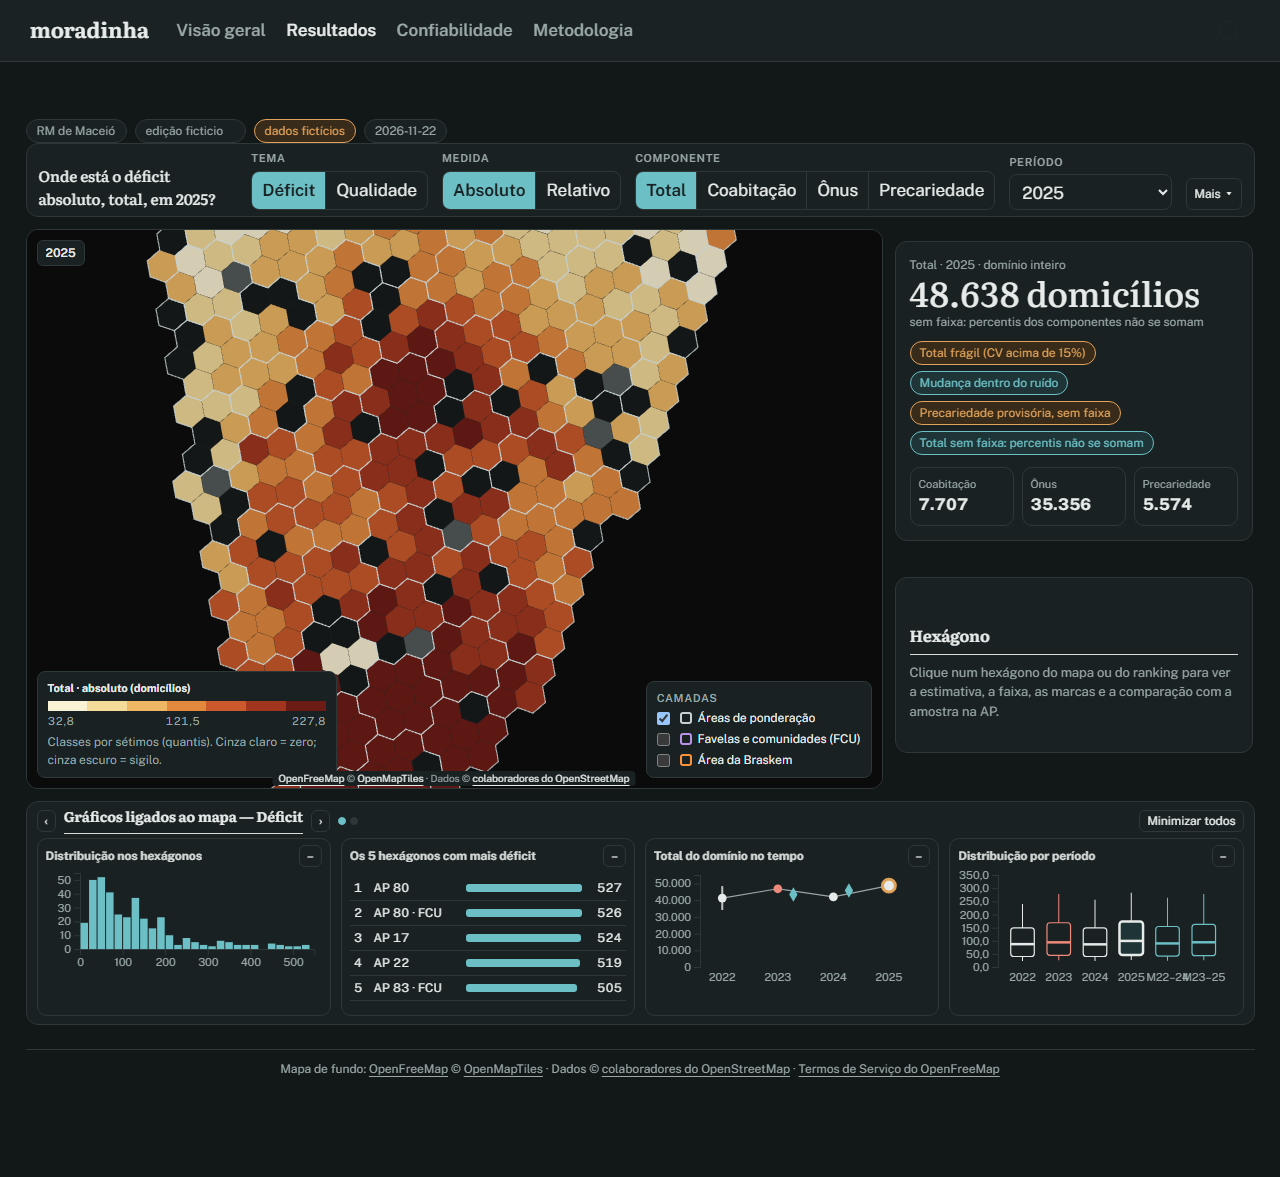 moradinha Visão geral Resultados Confiabilidade Metodologia
RM de Maceió edição ficticio dados fictícios 2026-11-22
Onde está o déficit
absoluto, total, em 2025?
TEMA MEDIDA COMPONENTE PERÍODO
Déficit Qualidade Absoluto Relativo Total Coabitação Ônus Precariedade 2025 Mais
2025
Total · 2025 · domínio inteiro
48.638 domicílios
sem faixa: percentis dos componentes não se somam
Total frágil (CV acima de 15%)
Mudança dentro do ruído
Precariedade provisória, sem faixa
Total sem faixa: percentis não se somam
Coabitação Ônus Precariedade
7.707 35.356 5.574
Hexágono
Clique num hexágono do mapa ou do ranking para ver
a estimativa, a faixa, as marcas e a comparação com a
amostra na AP.
Total · absoluto (domicílios)
32,8 121,5 227,8
Classes por sétimos (quantis). Cinza claro = zero;
cinza escuro = sigilo.
CAMADAS
Áreas de ponderação
Favelas e comunidades (FCU)
Área da Braskem
OpenFreeMap © OpenMapTiles · Dados © colaboradores do OpenStreetMap
‹ Gráficos ligados ao mapa — Déficit › Minimizar todos
Distribuição nos hexágonos –
50
40
30
20
10
0
0 100 200 300 400 500
Os 5 hexágonos com mais déficit –
1 AP 80 527
2 AP 80 · FCU 526
3 AP 17 524
4 AP 22 519
5 AP 83 · FCU 505
Total do domínio no tempo –
50.000
40.000
30.000
20.000
10.000
0
2022 2023 2024 2025
Distribuição por período –
350,0
300,0
250,0
200,0
150,0
100,0
50,0
0,0
2022 2023 2024 2025 M22–24 M23–25
Mapa de fundo: OpenFreeMap © OpenMapTiles · Dados © colaboradores do OpenStreetMap · Termos de Serviço do OpenFreeMap